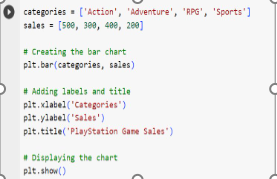 categories = ['Action', 'Adventure', 'RPG', 'Sports']
sales = [500, 300, 400, 200]
# Creating the bar chart
plt.bar(categories, sales)
# Adding labels and title
plt.xlabel('Categories')
plt.ylabel('Sales')
plt.title('PlayStation Game Sales')
# Displaying the chart
plt.show()